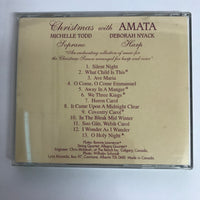 Christmas with AMATA
MICHELLE TODD DEBORAH NYACK
Soprano Harp
"An enchanting collection of music for
the Christmas Season arranged for harp and voice"
1. Silent Night
2. What Child Is This*
3. Ave Maria
4. O Come, O Come Emmanuel
5. Away In A Manger*
6. We Three Kings*
7. Huron Carol
8. It Came Upon A Midnight Clear*
9. Coventry Carol*
10. In The Bleak Mid Winter
11. Suo Gân, Welsh Carol
12. I Wonder As I Wander
13. O Holy Night*